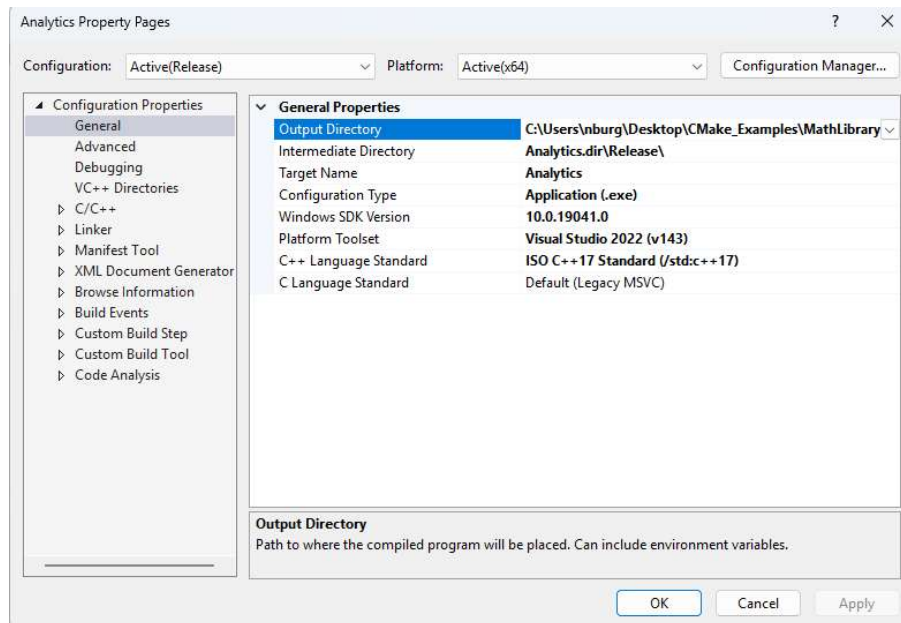 Analytics Property Pages ? ×
Configuration: Active(Release) Platform: Active(x64) Configuration Manager...
Configuration Properties
General
Advanced
Debugging
VC++ Directories
C/C++
Linker
Manifest Tool
XML Document Generator
Browse Information
Build Events
Custom Build Step
Custom Build Tool
Code Analysis
General Properties
Output Directory C:\Users\nburg\Desktop\CMake_Examples\MathLibrary
Intermediate Directory Analytics.dir\Release\
Target Name Analytics
Configuration Type Application (.exe)
Windows SDK Version 10.0.19041.0
Platform Toolset Visual Studio 2022 (v143)
C++ Language Standard ISO C++17 Standard (/std:c++17)
C Language Standard Default (Legacy MSVC)
Output Directory
Path to where the compiled program will be placed. Can include environment variables.
OK Cancel Apply